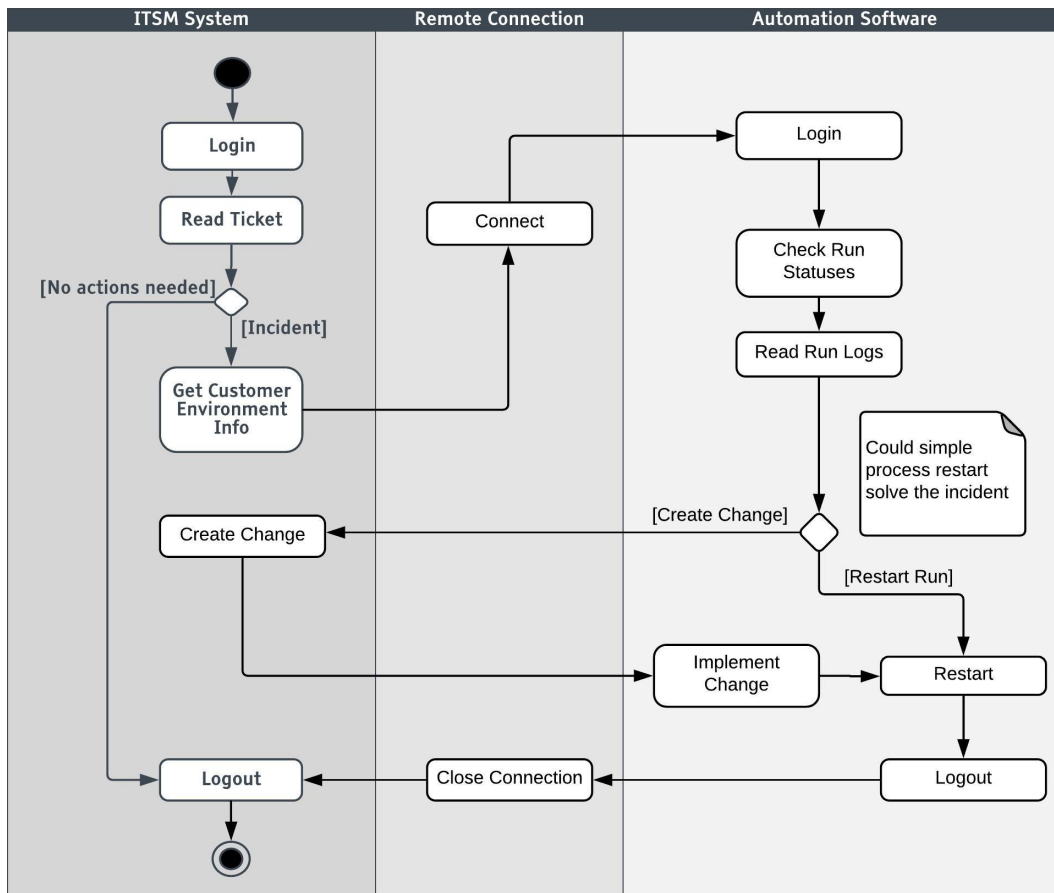 ITSM System
Remote Connection
Automation Software
Login
Read Ticket
[No actions needed]
[Incident]
Get Customer
Environment
Info
Connect
Login
Check Run
Statuses
Read Run Logs
Could simple
process restart
solve the incident
[Create Change]
Create Change
[Restart Run]
Implement
Change
Restart
Logout
Close Connection
Logout